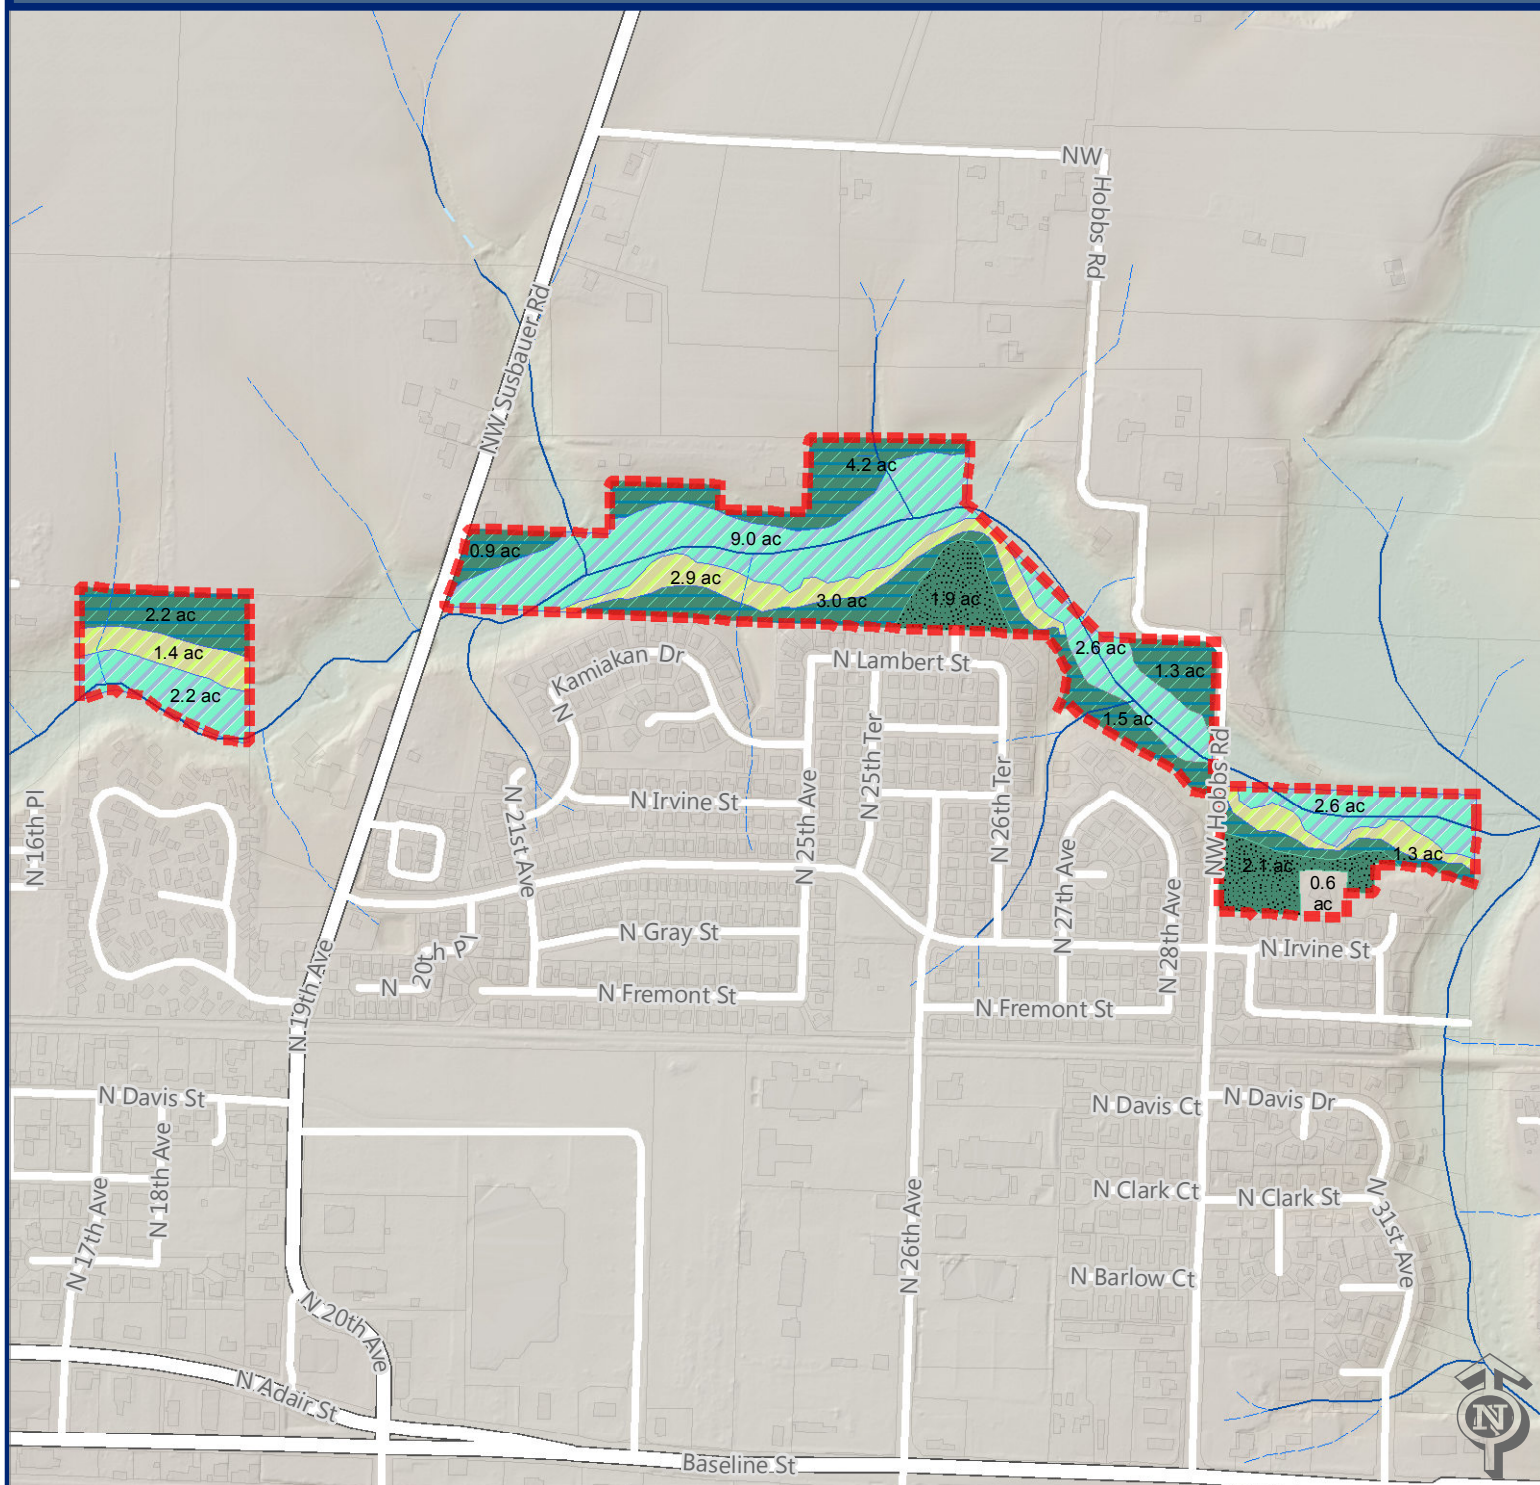 NW
Hobbs Rd
NW Susbauer Rd
4.2 ac
0.9 ac
9.0 ac
2.9 ac
3.0 ac
1.9 ac
2.2 ac
1.4 ac
2.2 ac
2.6 ac
1.3 ac
1.5 ac
Kamiakan Dr
N
N Lambert St
N 25th Ter
N 26th Ter
N 25th Ave
N Irvine St
N 21st Ave
N 16th Pl
NW Hobbs Rd
2.6 ac
1.3 ac
2.1 ac
0.6
ac
N 27th Ave
N 28th Ave
N Gray St
N Irvine St
N 20th Pl
N Fremont St
N Fremont St
N 19th Ave
N Davis St
N 18th Ave
N 17th Ave
N Davis Ct
N Davis Dr
N Clark Ct
N Clark St
N 31st Ave
N 26th Ave
N Barlow Ct
N 20th Ave
N Adair St
Baseline St
N